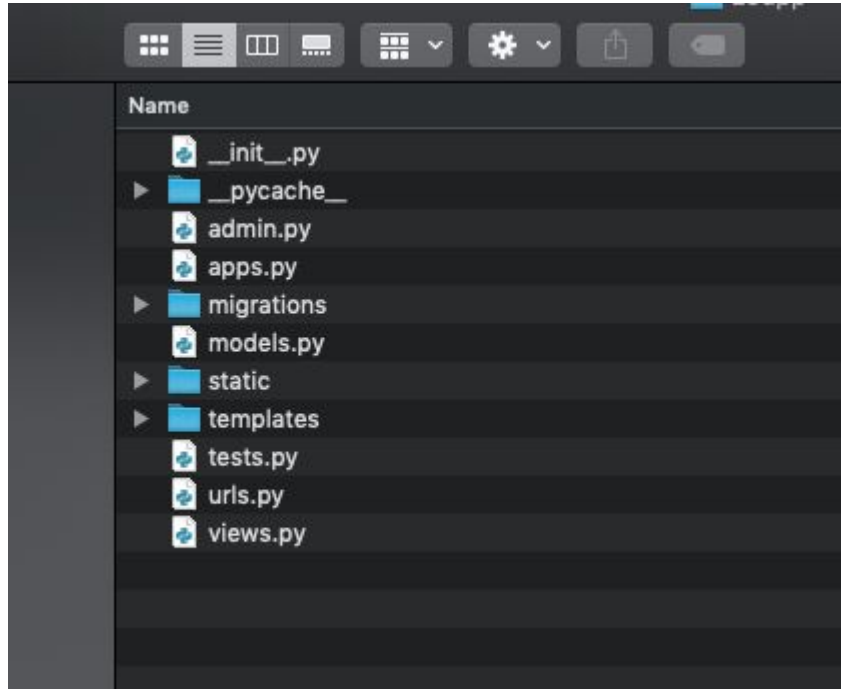 Name
__init__.py
__pycache__
admin.py
apps.py
migrations
models.py
static
templates
tests.py
urls.py
views.py